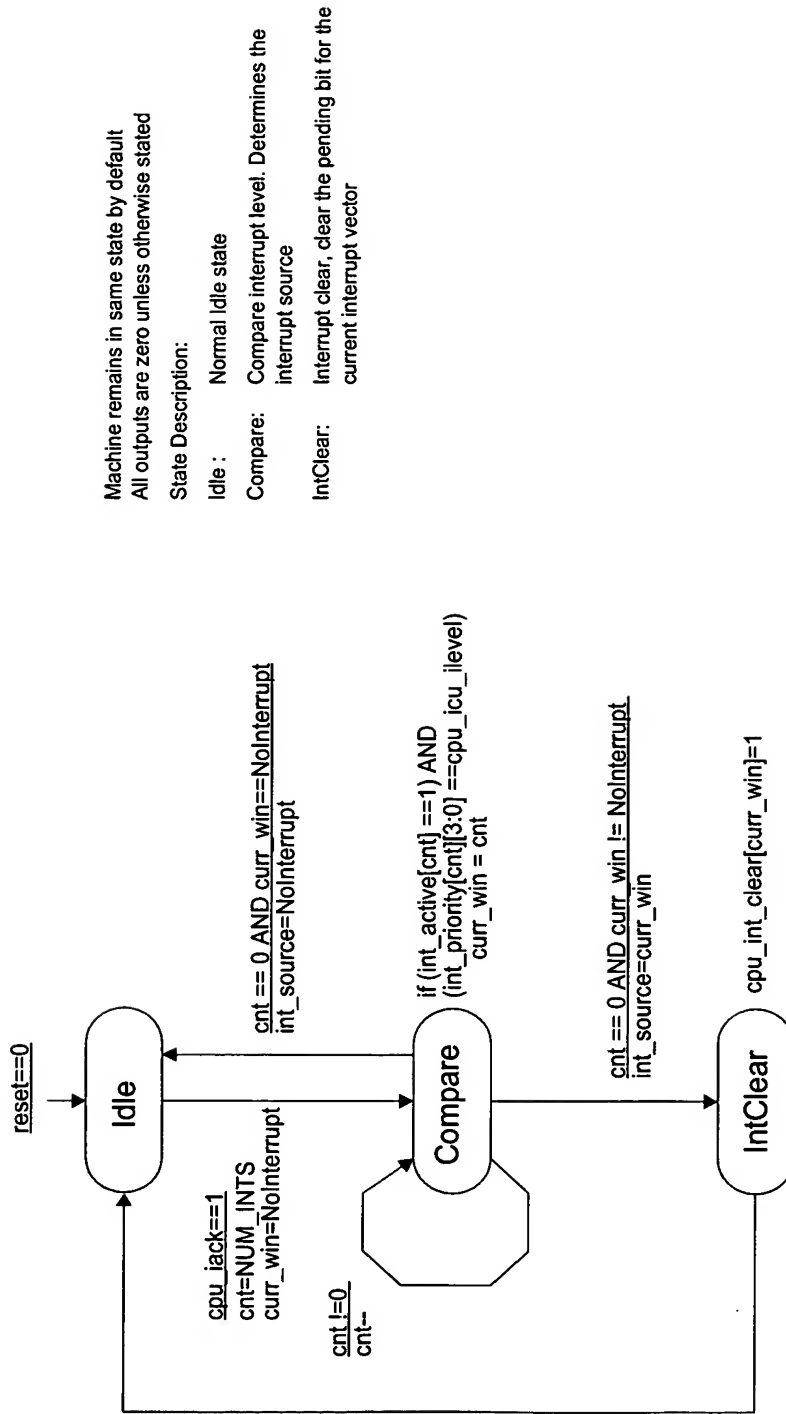 reset==0
Idle
cpu_iack==1
cnt=NUM_INTS
curr_win=NoInterrupt
cnt == 0 AND curr_win==NoInterrupt
int_source=NoInterrupt
cnt !=0
cnt--
Compare
if (int_active[cnt] ==1) AND
(int_priority[cnt][3:0] ==cpu_icu_ilevel)
curr_win = cnt
cnt == 0 AND curr_win != NoInterrupt
int_source=curr_win
IntClear
cpu_int_clear[curr_win]=1
Machine remains in same state by default
All outputs are zero unless otherwise stated
State Description:
Idle : Normal Idle state
Compare: Compare interrupt level. Determines the
interrupt source
IntClear: Interrupt clear, clear the pending bit for the
current interrupt vector